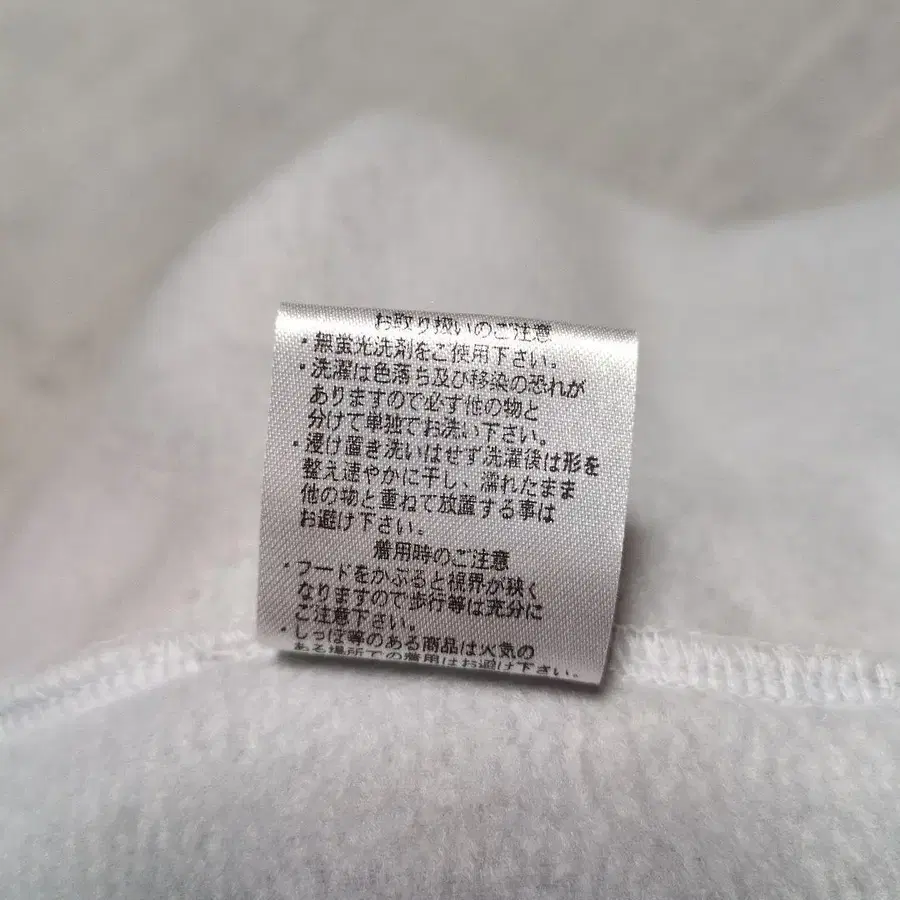 お取り扱いのご注意
・無蛍光洗剤をご使用下さい。
・洗濯は色落ち及び移染の恐れが
ありますので必ず他の物と
分けて単独でお洗い下さい。
・浸け置き洗いはせず洗濯後は形を
整え速やかに干し、濡れたまま
他の物と重ねて放置する事は
お避け下さい。
着用時のご注意
・フードをかぶると視界が狭く
なりますので歩行等は充分に
ご注意下さい。
・しっぽ等のある商品は火気の
ある場所での着用はお避け下さい。